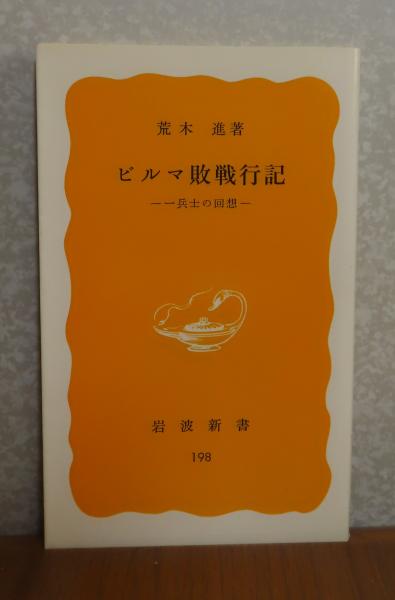 荒木 進著
ビルマ敗戦行記
―一兵士の回想―
岩波新書
198